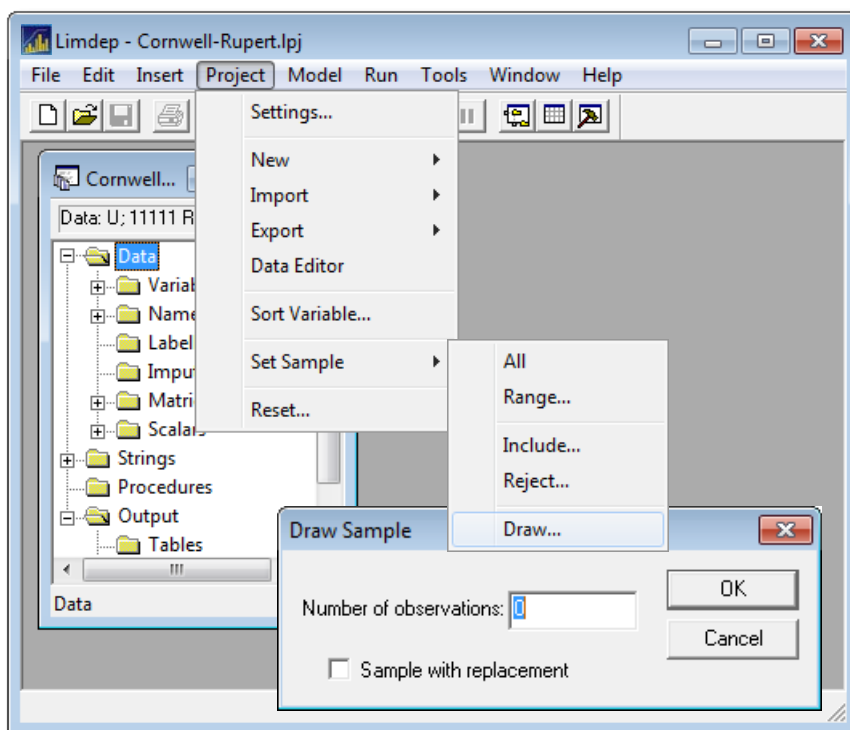 Limdep - Cornwell-Rupert.lpj
File Edit Insert Project Model Run Tools Window Help
Settings...
New
Import
Export
Data Editor
Sort Variable...
Set Sample
Reset...
All
Range...
Include...
Reject...
Draw...
Cornwell...
Data: U; 11111 R
Data
Variab
Name
Label
Imput
Matri
Scalars
Strings
Procedures
Output
Tables
Data
Draw Sample
Number of observations: 0
Sample with replacement
OK
Cancel